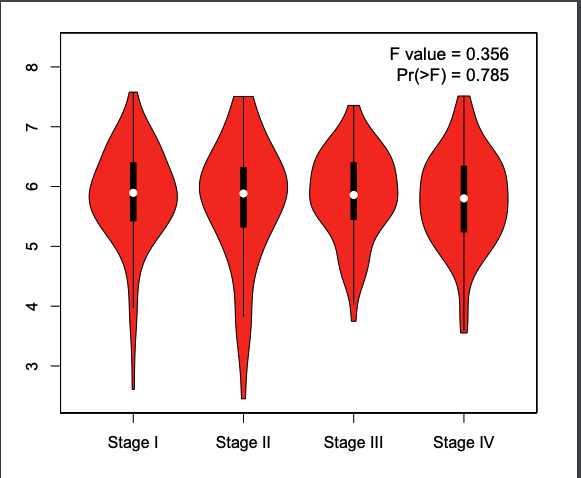 F value = 0.356
Pr(>F) = 0.785
8
7
6
5
4
3
Stage I Stage II Stage III Stage IV